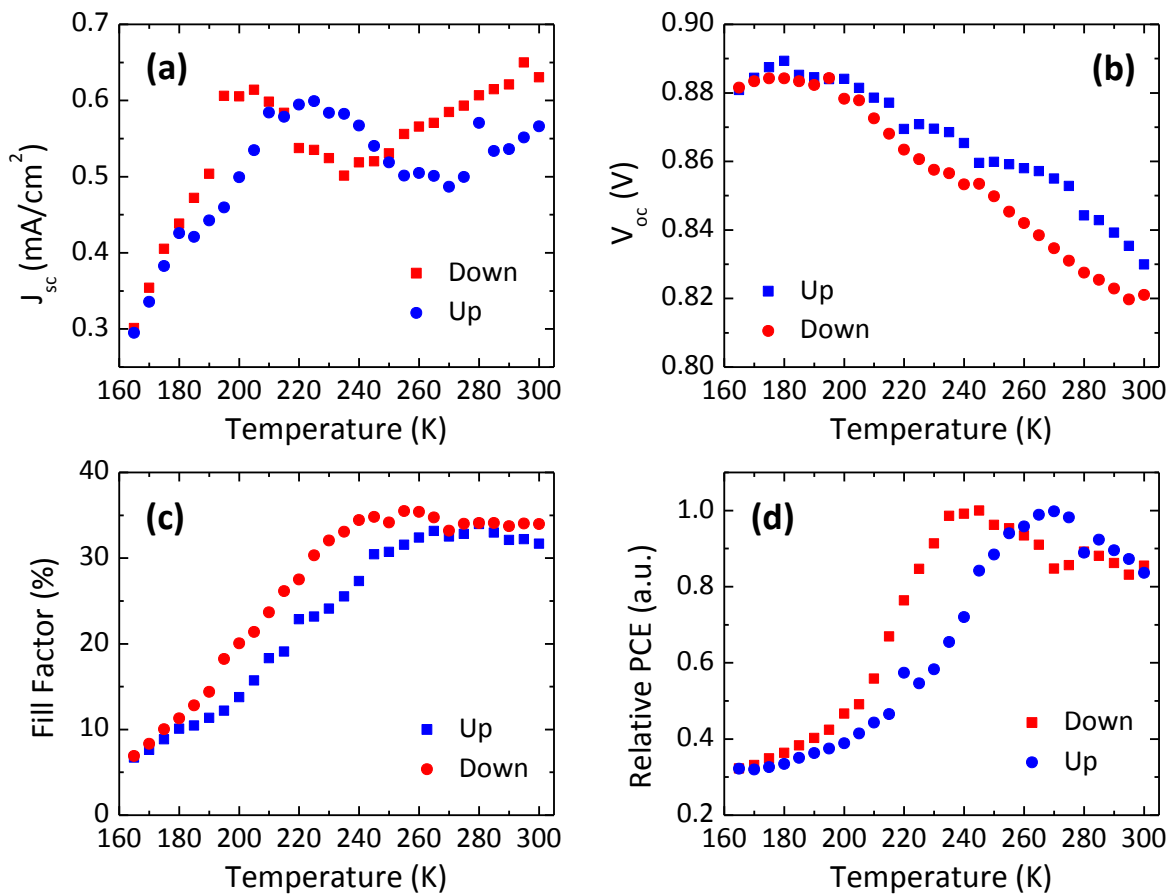 (a)
0.7
0.6
0.5
0.4
0.3
J_sc (mA/cm²)
Down
Up
160 180 200 220 240 260 280 300
Temperature (K)
(b)
0.90
0.88
0.86
0.84
0.82
0.80
V_oc (V)
Up
Down
160 180 200 220 240 260 280 300
Temperature (K)
(c)
40
30
20
10
0
Fill Factor (%)
Up
Down
160 180 200 220 240 260 280 300
Temperature (K)
(d)
1.0
0.8
0.6
0.4
0.2
Relative PCE (a.u.)
Down
Up
160 180 200 220 240 260 280 300
Temperature (K)